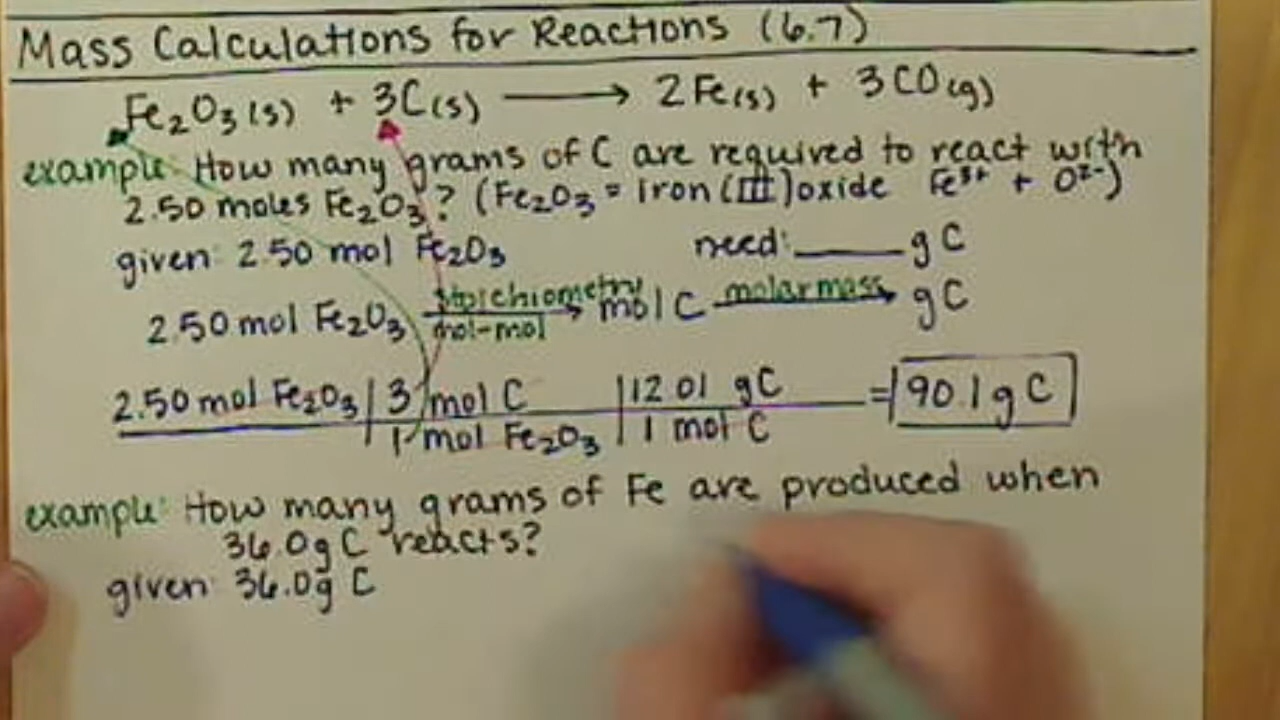 Mass Calculations for Reactions (6.7)
Fe₂O₃(s) + 3C(s) ⟶ 2Fe(s) + 3CO(g)
example: How many grams of C are required to react with
2.50 moles Fe₂O₃? (Fe₂O₃ = iron(III)oxide Fe³⁺ + O²⁻)
given: 2.50 mol Fe₂O₃ need: ____ g C
stoichiometry molar mass
2.50 mol Fe₂O₃ → mol C → g C
mol-mol
2.50 mol Fe₂O₃ | 3 mol C | 12.01 g C = 90.1 g C
1 mol Fe₂O₃ | 1 mol C
example: How many grams of Fe are produced when
36.0g C reacts?
given: 36.0g C